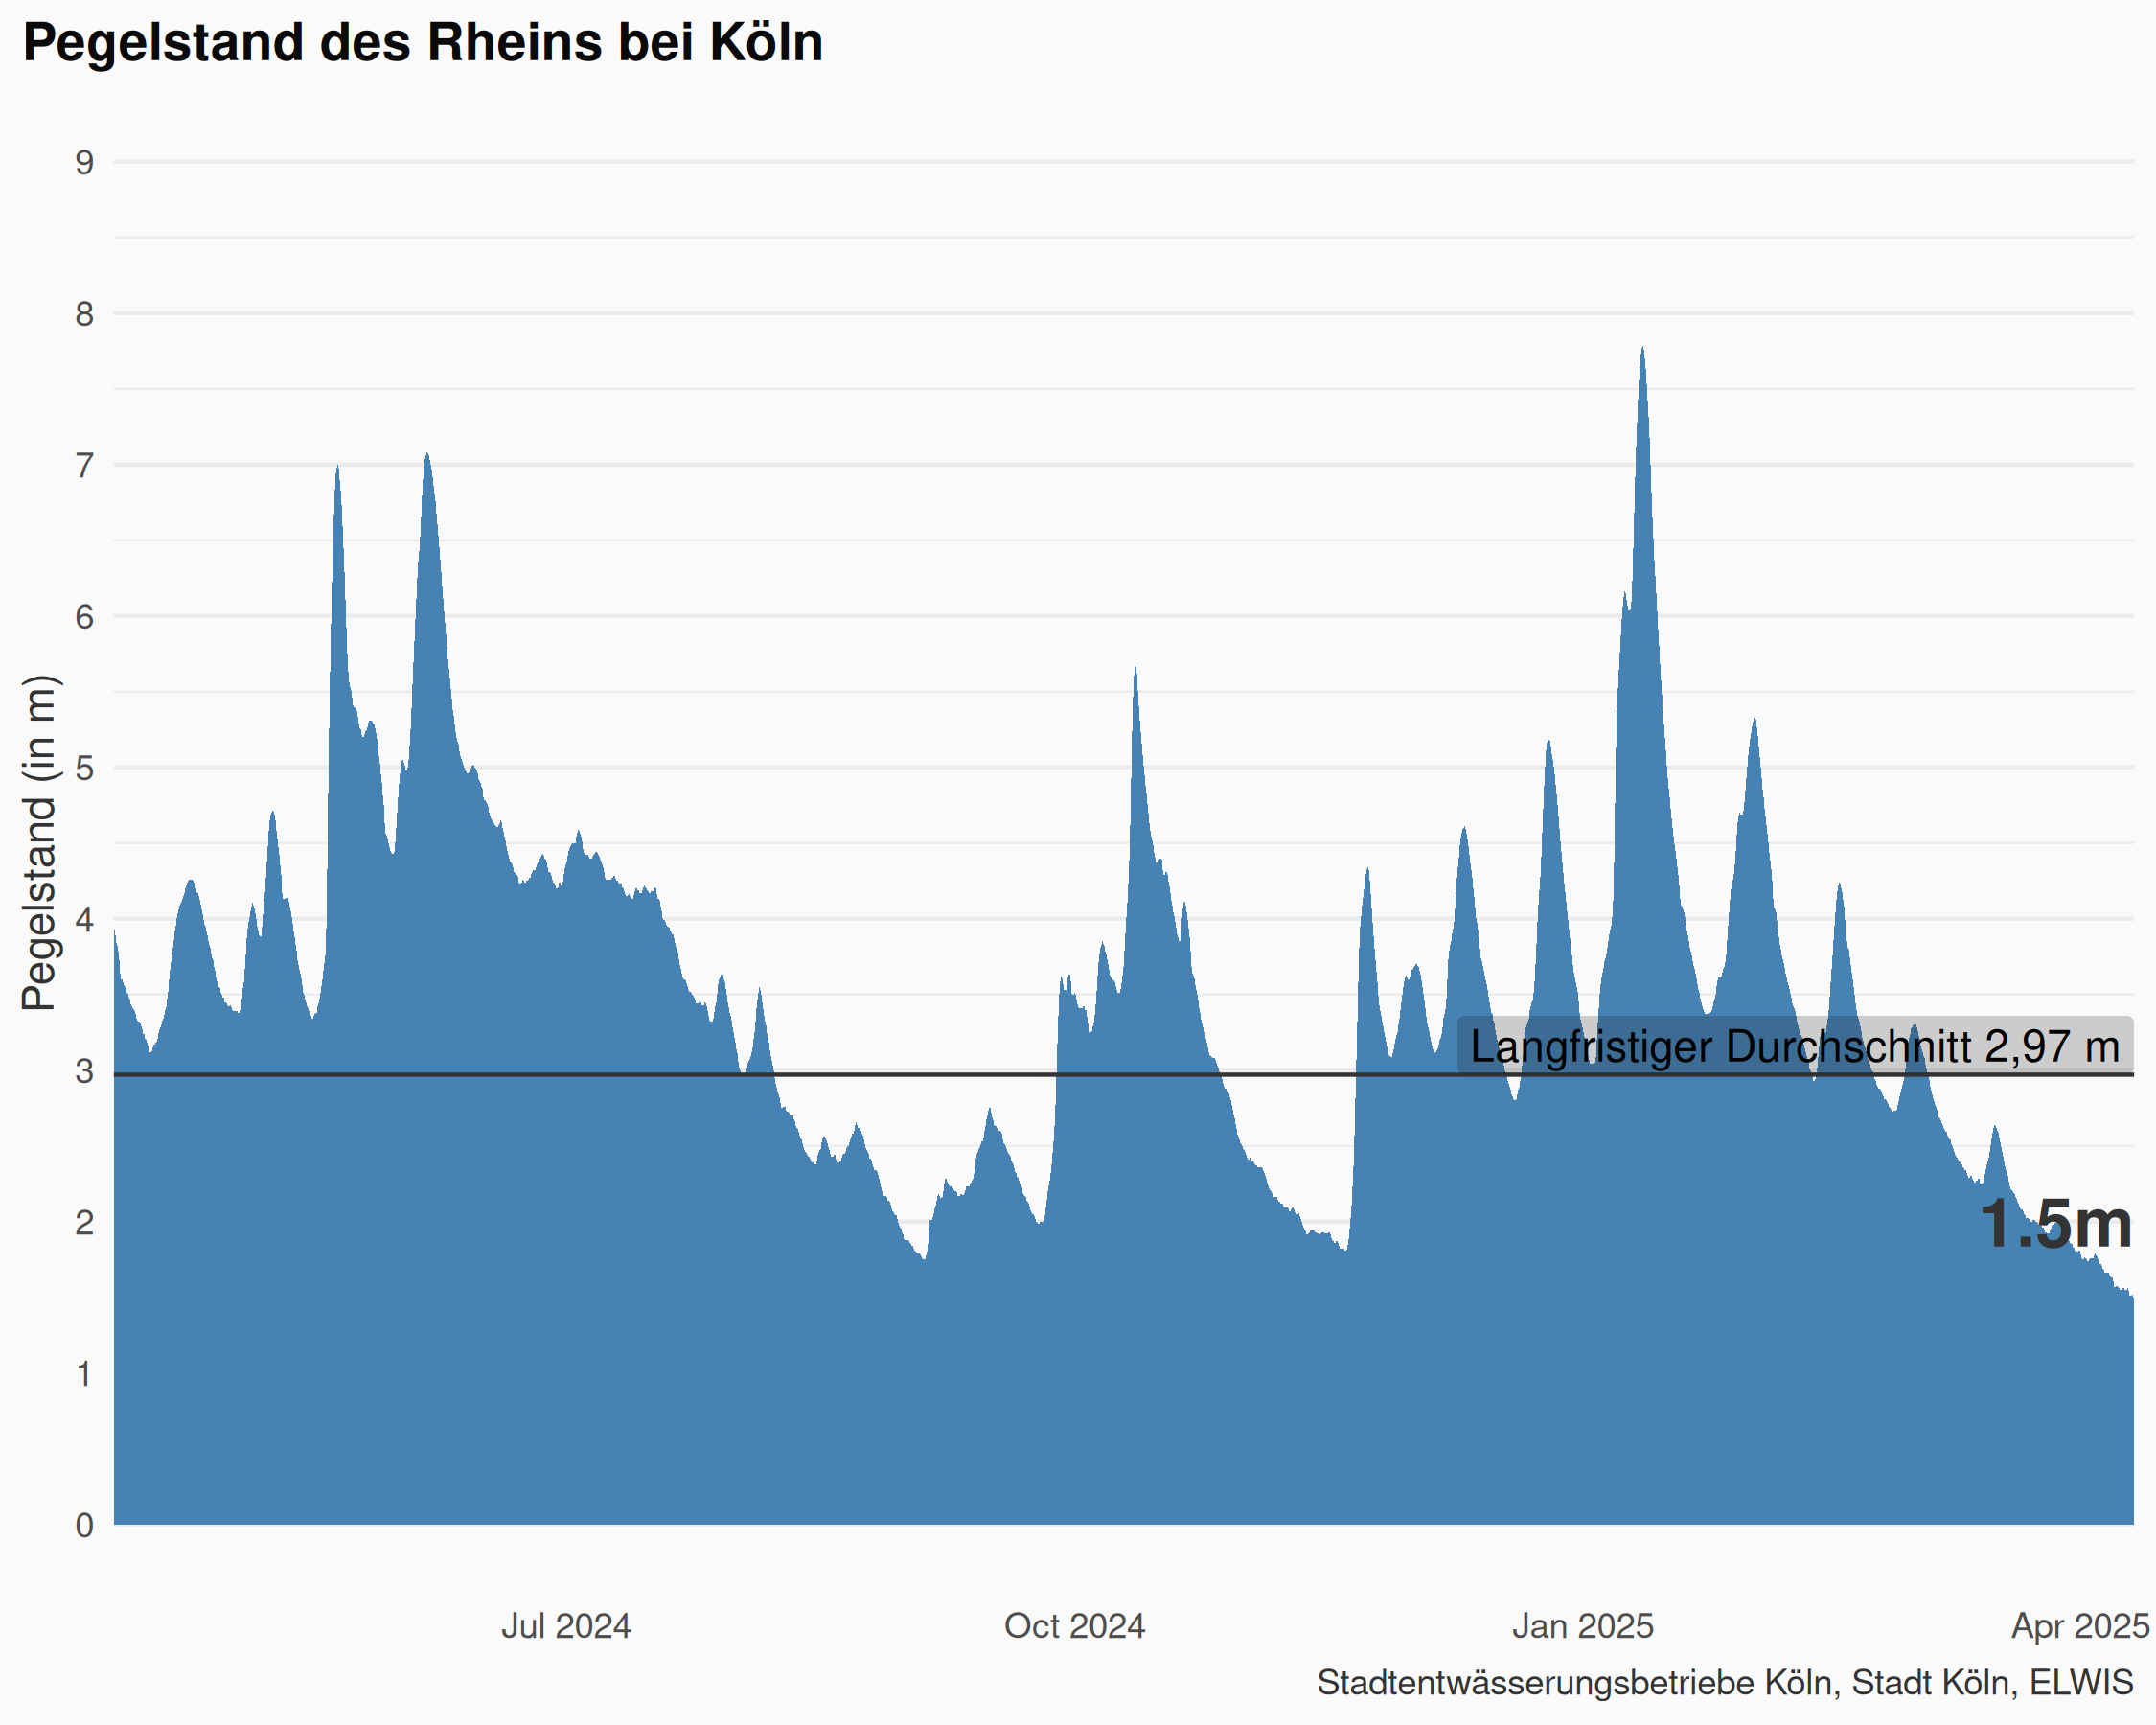 Pegelstand des Rheins bei Köln
9
8
7
6
5
4
3
2
1
0
Pegelstand (in m)
Langfristiger Durchschnitt 2,97 m
1.5m
Jul 2024
Oct 2024
Jan 2025
Apr 2025
Stadtentwässerungsbetriebe Köln, Stadt Köln, ELWIS